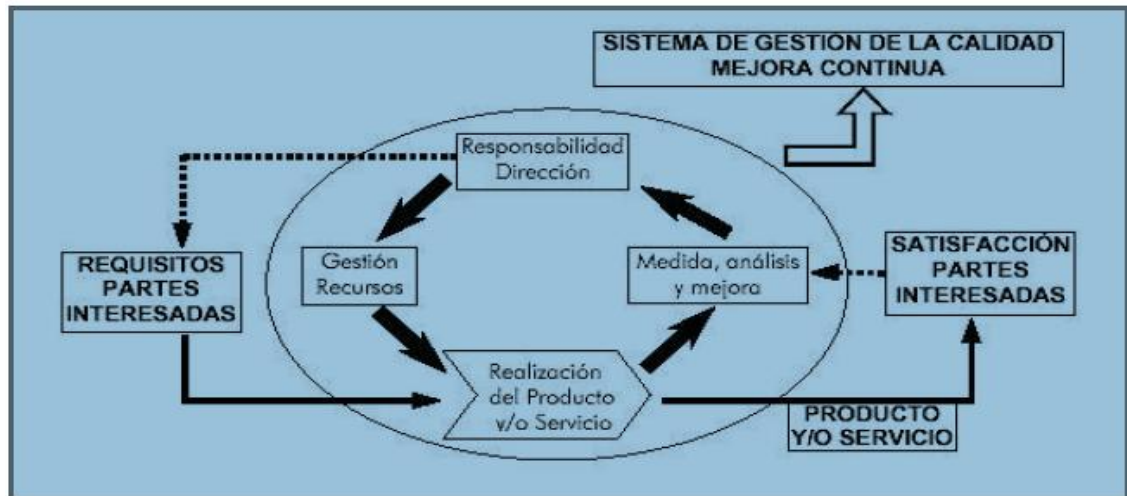 SISTEMA DE GESTIÓN DE LA CALIDAD
MEJORA CONTINUA
Responsabilidad
Dirección
REQUISITOS
PARTES
INTERESADAS
Gestión
Recursos
Medida, análisis
y mejora
SATISFACCIÓN
PARTES
INTERESADAS
Realización
del Producto
y/o Servicio
PRODUCTO
Y/O SERVICIO